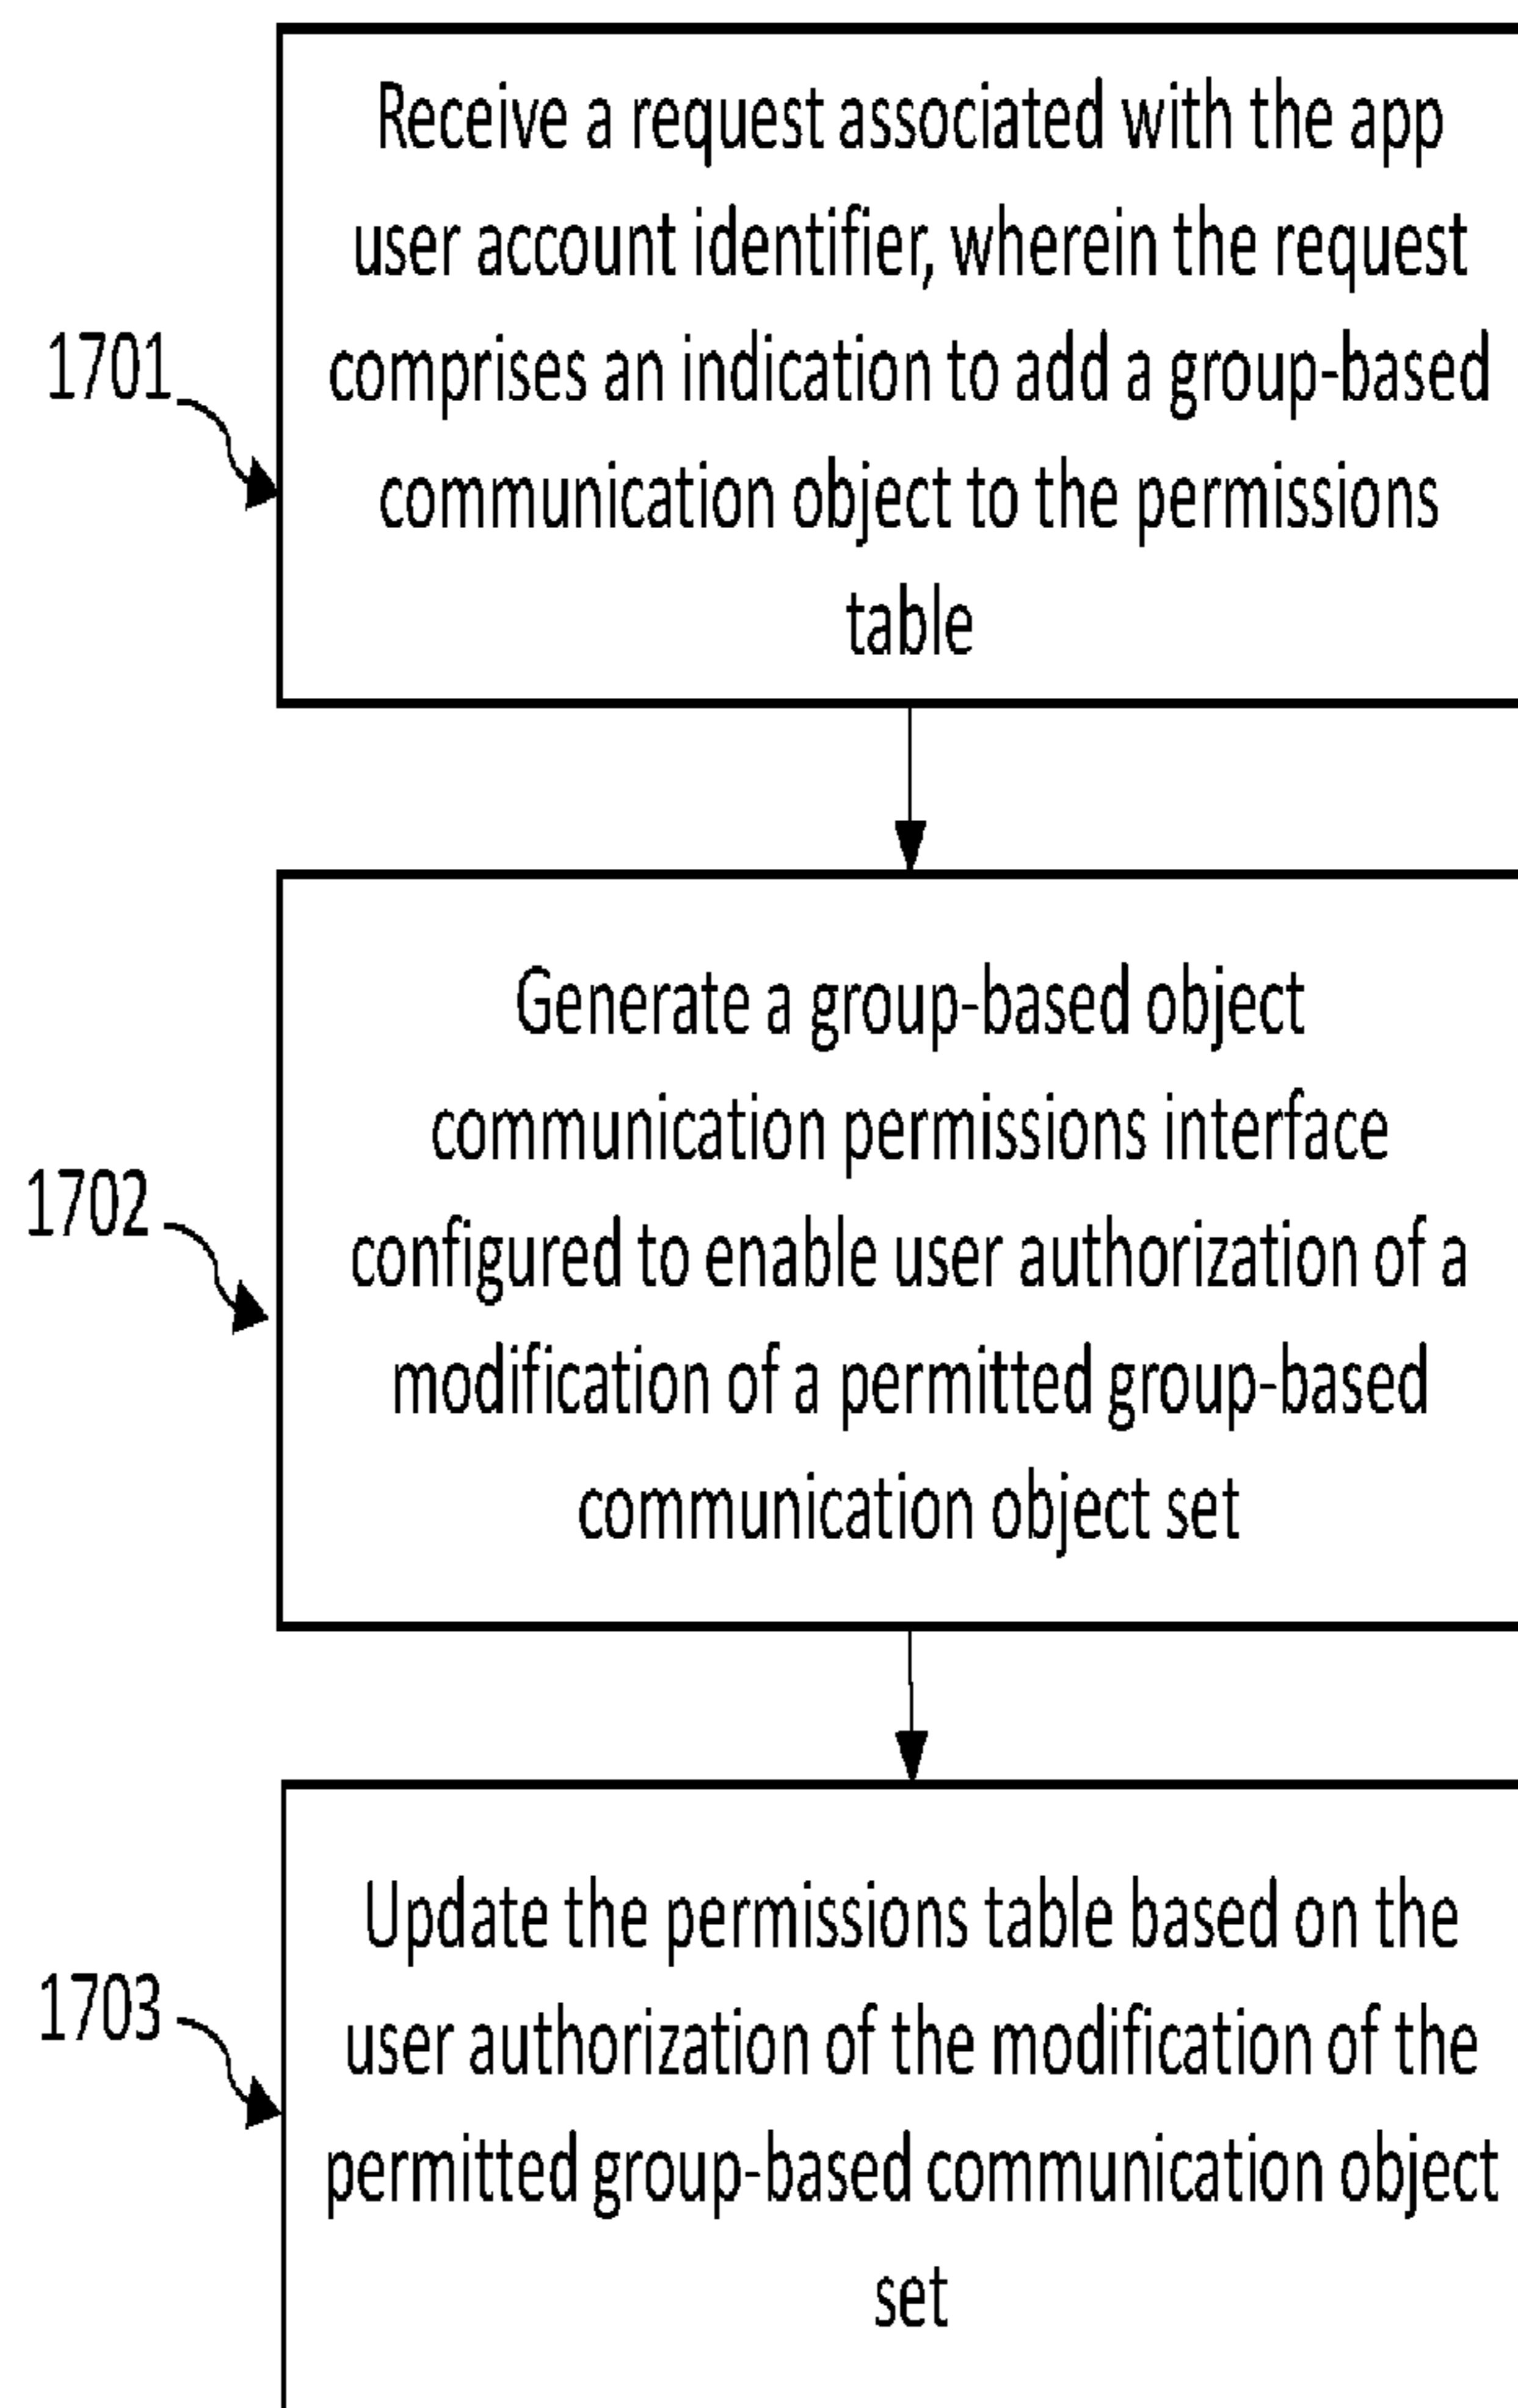 Receive a request associated with the app
user account identifier, wherein the request
comprises an indication to add a group-based
communication object to the permissions
table
1701
Generate a group-based object
communication permissions interface
configured to enable user authorization of a
modification of a permitted group-based
communication object set
1702
Update the permissions table based on the
user authorization of the modification of the
permitted group-based communication object
set
1703